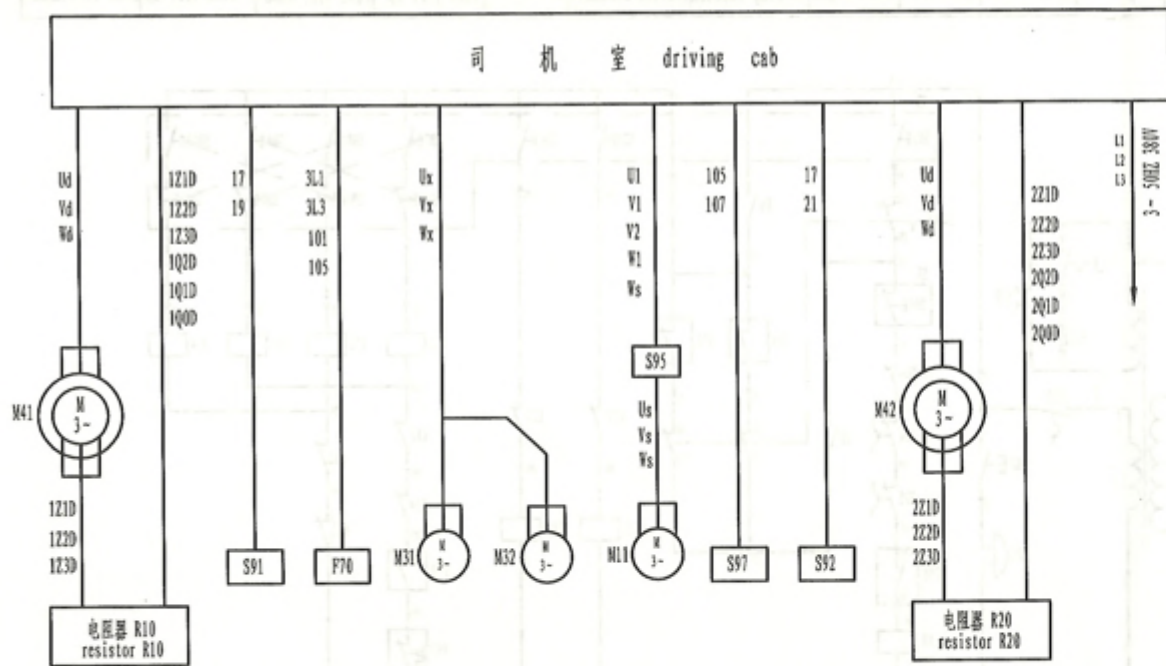 司 机 室 driving cab
Ud
Vd
Wd
1Z1D
1Z2D
1Z3D
1Q2D
1Q1D
1Q0D
17
19
3L1
3L3
101
105
Ux
Vx
Wx
U1
V1
V2
W1
Ws
105
107
17
21
Ud
Vd
Wd
2Z1D
2Z2D
2Z3D
2Q2D
2Q1D
2Q0D
L1
L2
L3
3~ 50HZ 380V
S95
Us
Vs
Ws
M41
M
3~
M42
M
3~
1Z1D
1Z2D
1Z3D
2Z1D
2Z2D
2Z3D
S91
F70
M31
M
3~
M32
M
3~
M11
M
3~
S97
S92
电阻器 R10
resistor R10
电阻器 R20
resistor R20